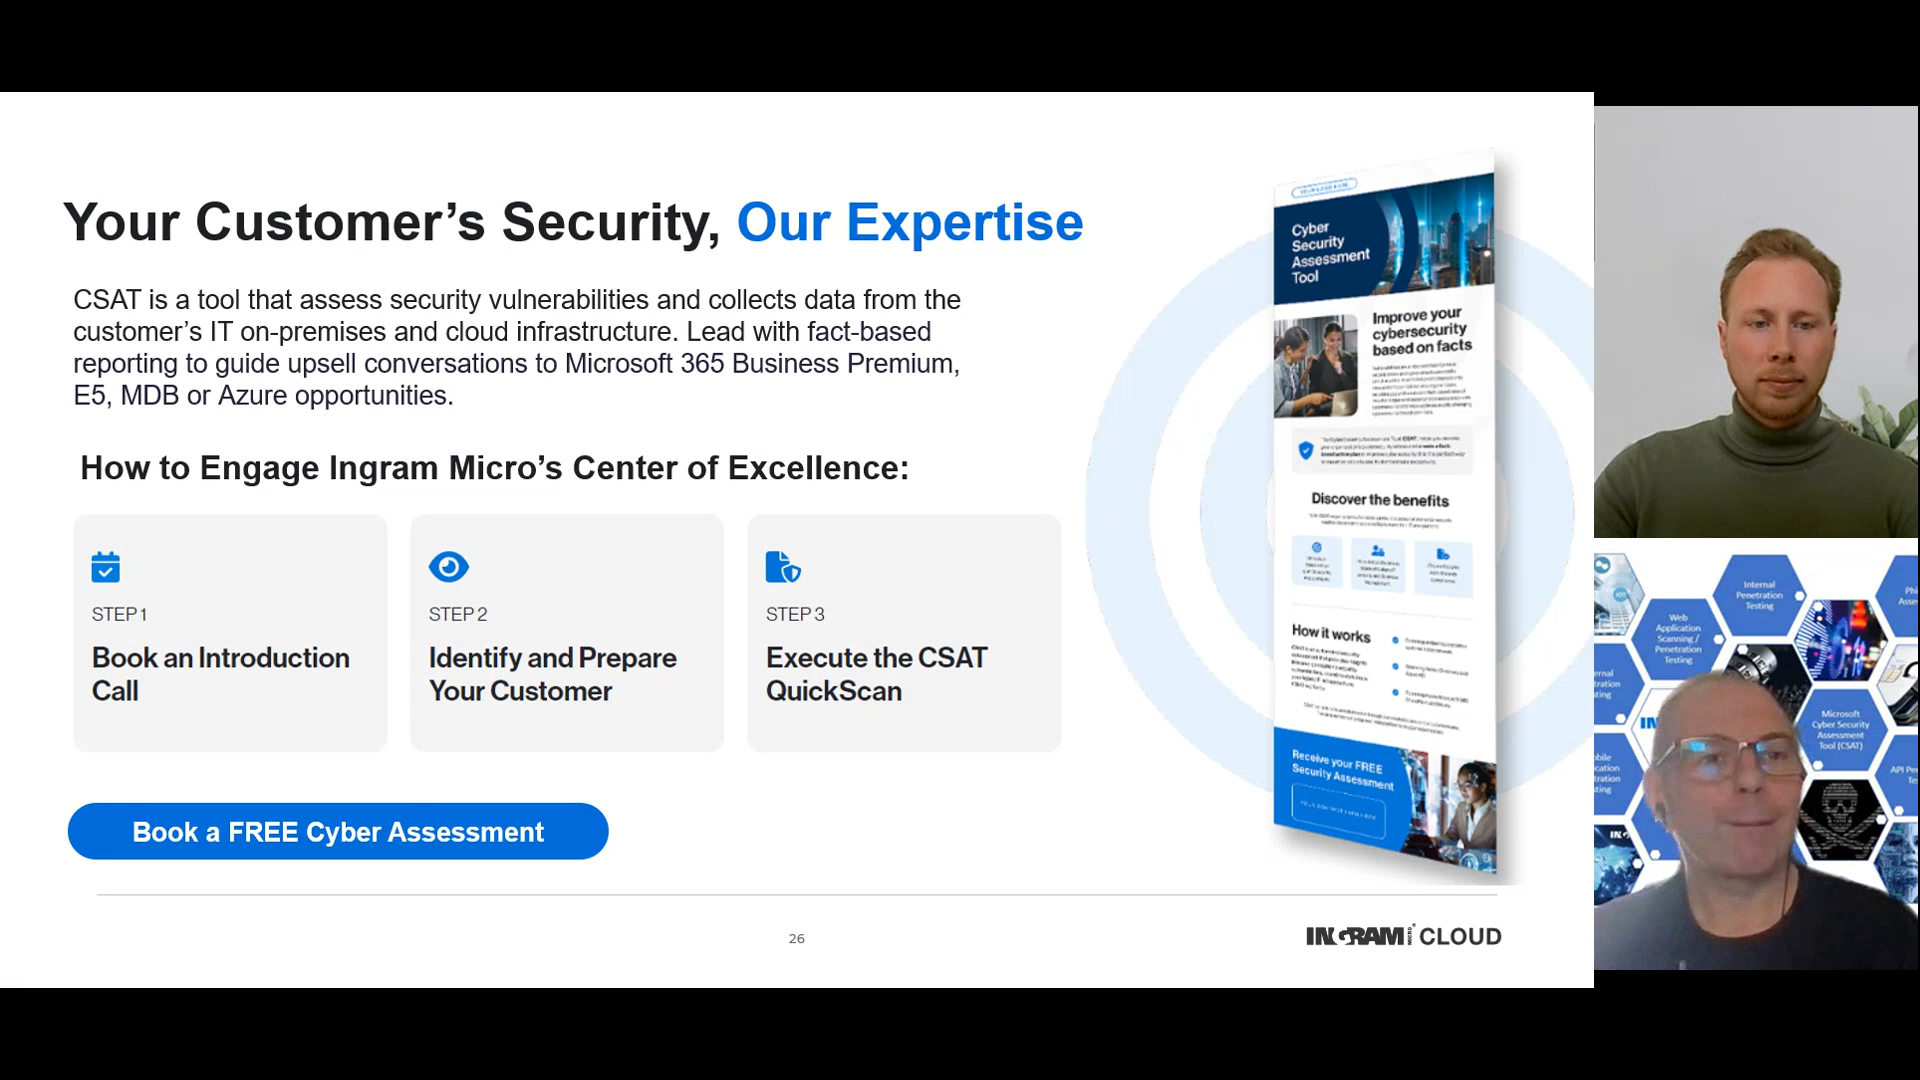 Your Customer’s Security, Our Expertise
CSAT is a tool that assess security vulnerabilities and collects data from the
customer’s IT on-premises and cloud infrastructure. Lead with fact-based
reporting to guide upsell conversations to Microsoft 365 Business Premium,
E5, MDB or Azure opportunities.
How to Engage Ingram Micro’s Center of Excellence:
STEP 1
Book an Introduction
Call
STEP 2
Identify and Prepare
Your Customer
STEP 3
Execute the CSAT
QuickScan
Book a FREE Cyber Assessment
26
INGRAM MICRO CLOUD
Cyber
Security
Assessment
Tool
Improve your
cybersecurity
based on facts
Discover the benefits
How it works
Receive your FREE
Security Assessment
Internal
Penetration
Testing
Web
Application
Scanning /
Penetration
Testing
Microsoft
Cyber Security
Assessment
Tool (CSAT)